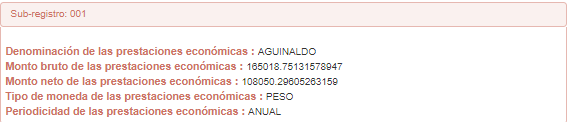 Sub-registro: 001
Denominación de las prestaciones económicas : AGUINALDO
Monto bruto de las prestaciones económicas : 165018.75131578947
Monto neto de las prestaciones económicas : 108050.29605263159
Tipo de moneda de las prestaciones económicas : PESO
Periodicidad de las prestaciones económicas : ANUAL